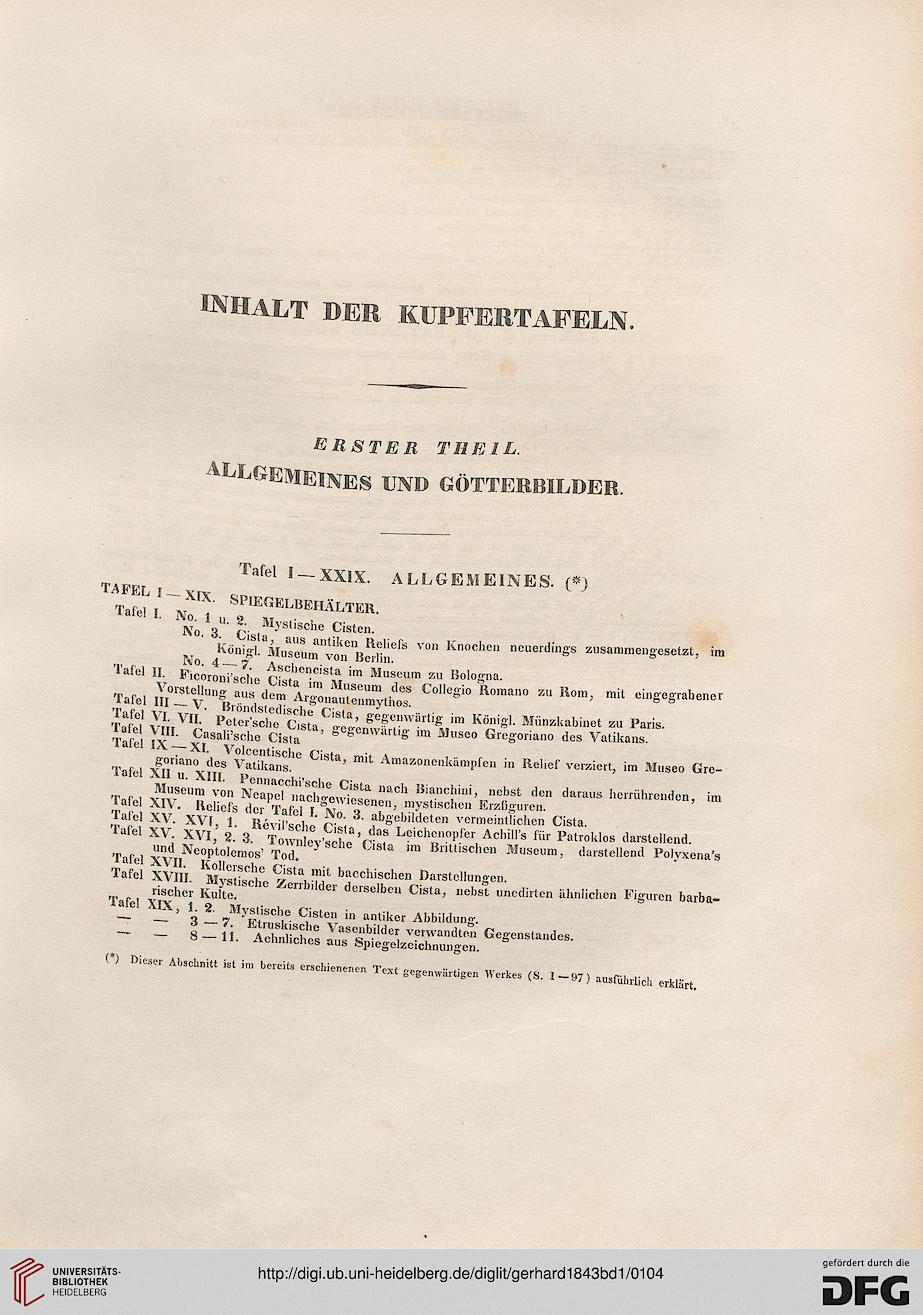 INHALT DER KUPFERTAFELN.
ERSTER THEIL.
ALLGEMEINES UND GÖTTERBILDER.
Tafel I—XXIX. ALLGEMEINES. (*)
TAFEL I — XIX. SPIEGELBEHÄLTER.
Tafel I. No. 1 u. 2. Mystische Cisten.
No. 3. Cista, aus antiken Reliefs von Knochen neuerdings zusammengesetzt, im
Königl. Museum von Berlin.
No. 4 — 7. Aschencista im Museum zu Bologna.
Tafel II. Ficoroni'sche Cista im Museum des Collegio Romano zu Rom, mit eingegrabener
Vorstellung aus dem Argonautenmythos.
Tafel III — V. Bröndstedische Cista, gegenwärtig im Königl. Münzkabinet zu Paris.
Tafel VI. VII. Peter'sche Cista, gegenwärtig im Museo Gregoriano des Vatikans.
Tafel VIII. Casali'sche Cista
Tafel IX — XI. Volcentische Cista, mit Amazonenkämpfen in Relief verziert, im Museo Gre-
goriano des Vatikans.
Tafel XII u. XIII. Pennacchi'sche Cista nach Bianchini, nebst den daraus herrührenden, im
Museum von Neapel nachgewiesenen, mystischen Erzfiguren.
Tafel XIV. Reliefs der Tafel I. No. 3. abgebildeten vermeintlichen Cista.
Tafel XV. XVI, 1. Révil'sche Cista, das Leichenopfer Achill's für Patroklos darstellend.
Tafel XV. XVI, 2. 3. Townley'sche Cista im Brittischen Museum, darstellend Polyxena's
und Neoptolemos' Tod.
Tafel XVII. Kollersche Cista mit bacchischen Darstellungen.
Tafel XVIII. Mystische Zerrbilder derselben Cista, nebst unedirten ähnlichen Figuren barba-
rischer Kulte.
Tafel XIX, 1. 2. Mystische Cisten in antiker Abbildung.
— — 3 — 7. Etruskische Vasenbilder verwandten Gegenstandes.
— — 8 — 11. Aehnliches aus Spiegelzeichnungen.
(*) Dieser Abschnitt ist im bereits erschienenen Text gegenwärtigen Werkes (S. 1—97) ausführlich erklärt.
UNIVERSITÄTS-
BIBLIOTHEK
HEIDELBERG
http://digi.ub.uni-heidelberg.de/diglit/gerhard1843bd1/0104
gefördert durch die
DFG